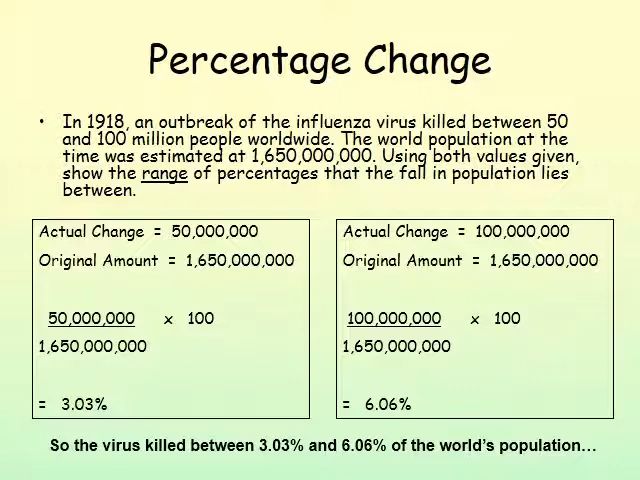 Percentage Change
• In 1918, an outbreak of the influenza virus killed between 50
and 100 million people worldwide. The world population at the
time was estimated at 1,650,000,000. Using both values given,
show the range of percentages that the fall in population lies
between.
Actual Change = 50,000,000
Original Amount = 1,650,000,000
50,000,000 x 100
1,650,000,000
= 3.03%
Actual Change = 100,000,000
Original Amount = 1,650,000,000
100,000,000 x 100
1,650,000,000
= 6.06%
So the virus killed between 3.03% and 6.06% of the world's population…